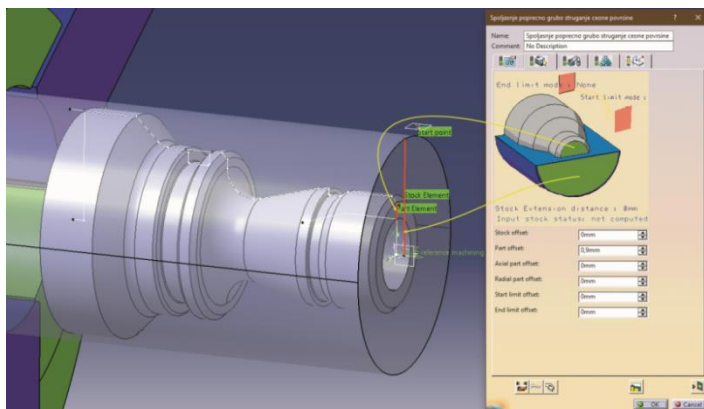 Spoljasnje poprecno grubo struganje ceone povrsine
?
Name: Spoljasnje poprecno grubo struganje ceone povrsine
Comment: No Description
End limit mode : None
Start limit mode :
Stock Extension distance : 0mm
Input stock status: not computed
Stock offset: 0mm
Part offset: 0,9mm
Axial part offset: 0mm
Radial part offset: 0mm
Start limit offset: 0mm
End limit offset: 0mm
OK Cancel
Start point
Stock Element
Part Element
reference machining